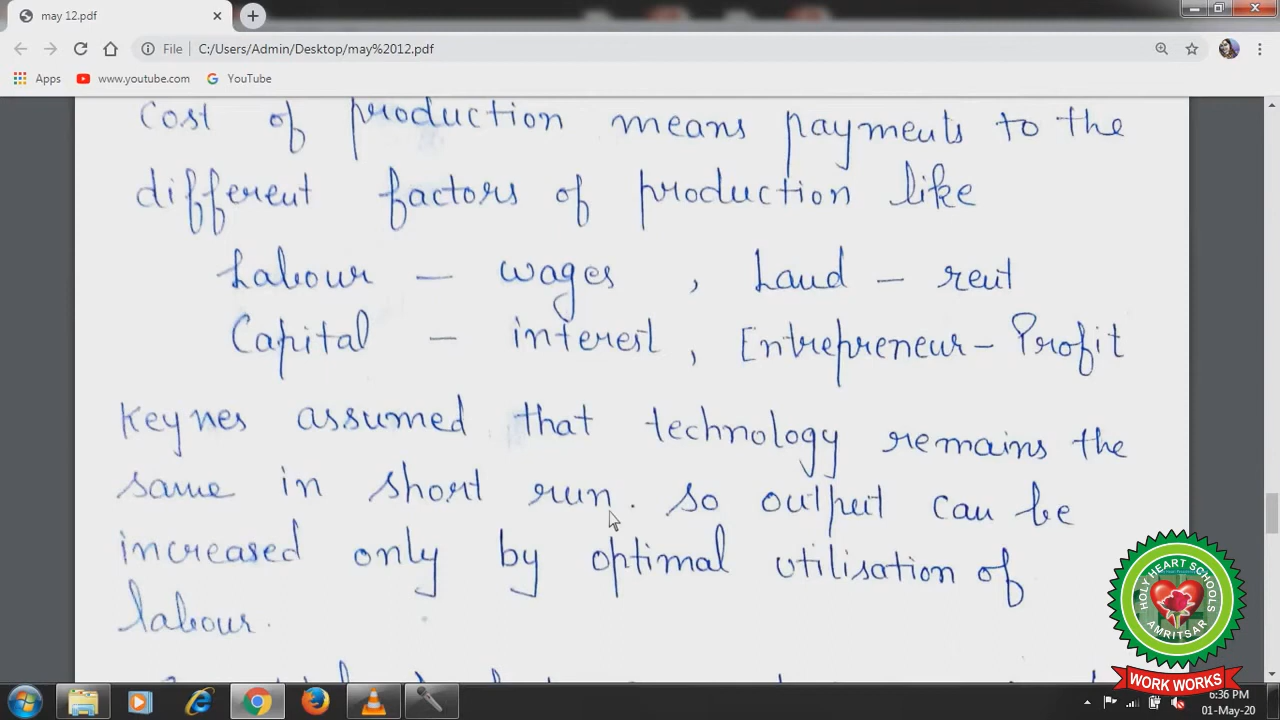 may 12.pdf
File C:/Users/Admin/Desktop/may%2012.pdf
Apps www.youtube.com YouTube
Cost of production means payments to the
different factors of production like
Labour – wages , Land – rent
Capital – interest , Entrepreneur – Profit
Keynes assumed that technology remains the
same in short run. so output can be
increased only by optimal utilisation of
labour.
HOLY HEART SCHOOLS
AMRITSAR
WORK WORKS
6:36 PM
01-May-20